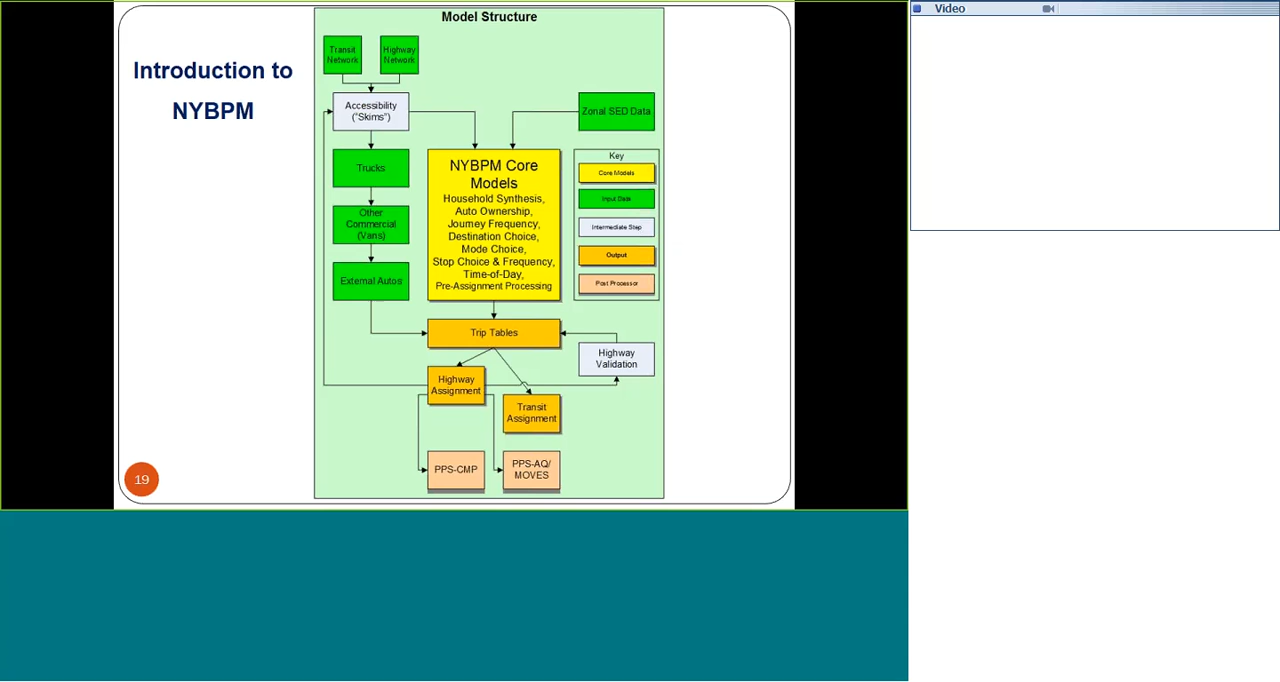 Video
Introduction to
NYBPM
Model Structure
Transit
Network
Highway
Network
Accessibility
("Skims")
Zonal SED Data
Trucks
Other
Commercial
(Vans)
External Autos
NYBPM Core
Models
Household Synthesis,
Auto Ownership,
Journey Frequency,
Destination Choice,
Mode Choice,
Stop Choice & Frequency,
Time-of-Day,
Pre-Assignment Processing
Key
Core Models
Input Data
Intermediate Step
Output
Post Processor
Trip Tables
Highway
Validation
Highway
Assignment
Transit
Assignment
PPS-CMP
PPS-AQ/
MOVES
19